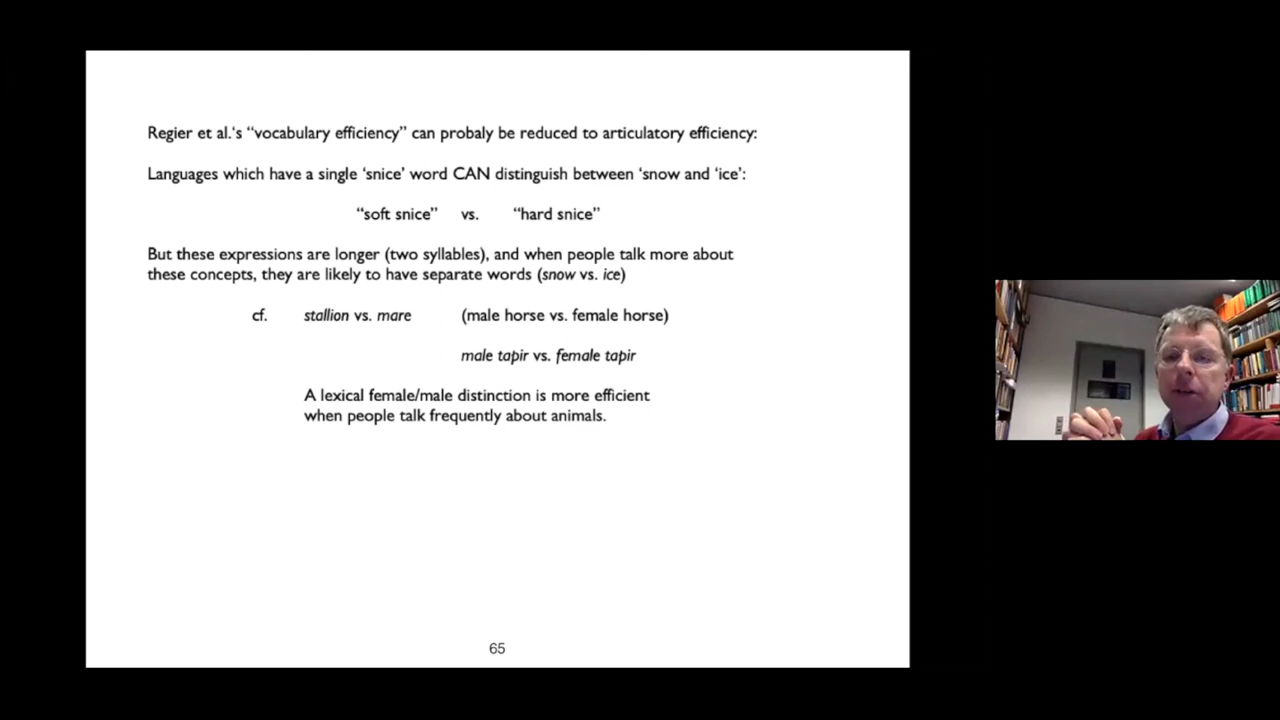 Regier et al.‘s “vocabulary efficiency” can probaly be reduced to articulatory efficiency:
Languages which have a single ‘snice’ word CAN distinguish between ‘snow and ‘ice’:
“soft snice” vs. “hard snice”
But these expressions are longer (two syllables), and when people talk more about
these concepts, they are likely to have separate words (snow vs. ice)
cf. stallion vs. mare (male horse vs. female horse)
male tapir vs. female tapir
A lexical female/male distinction is more efficient
when people talk frequently about animals.
65